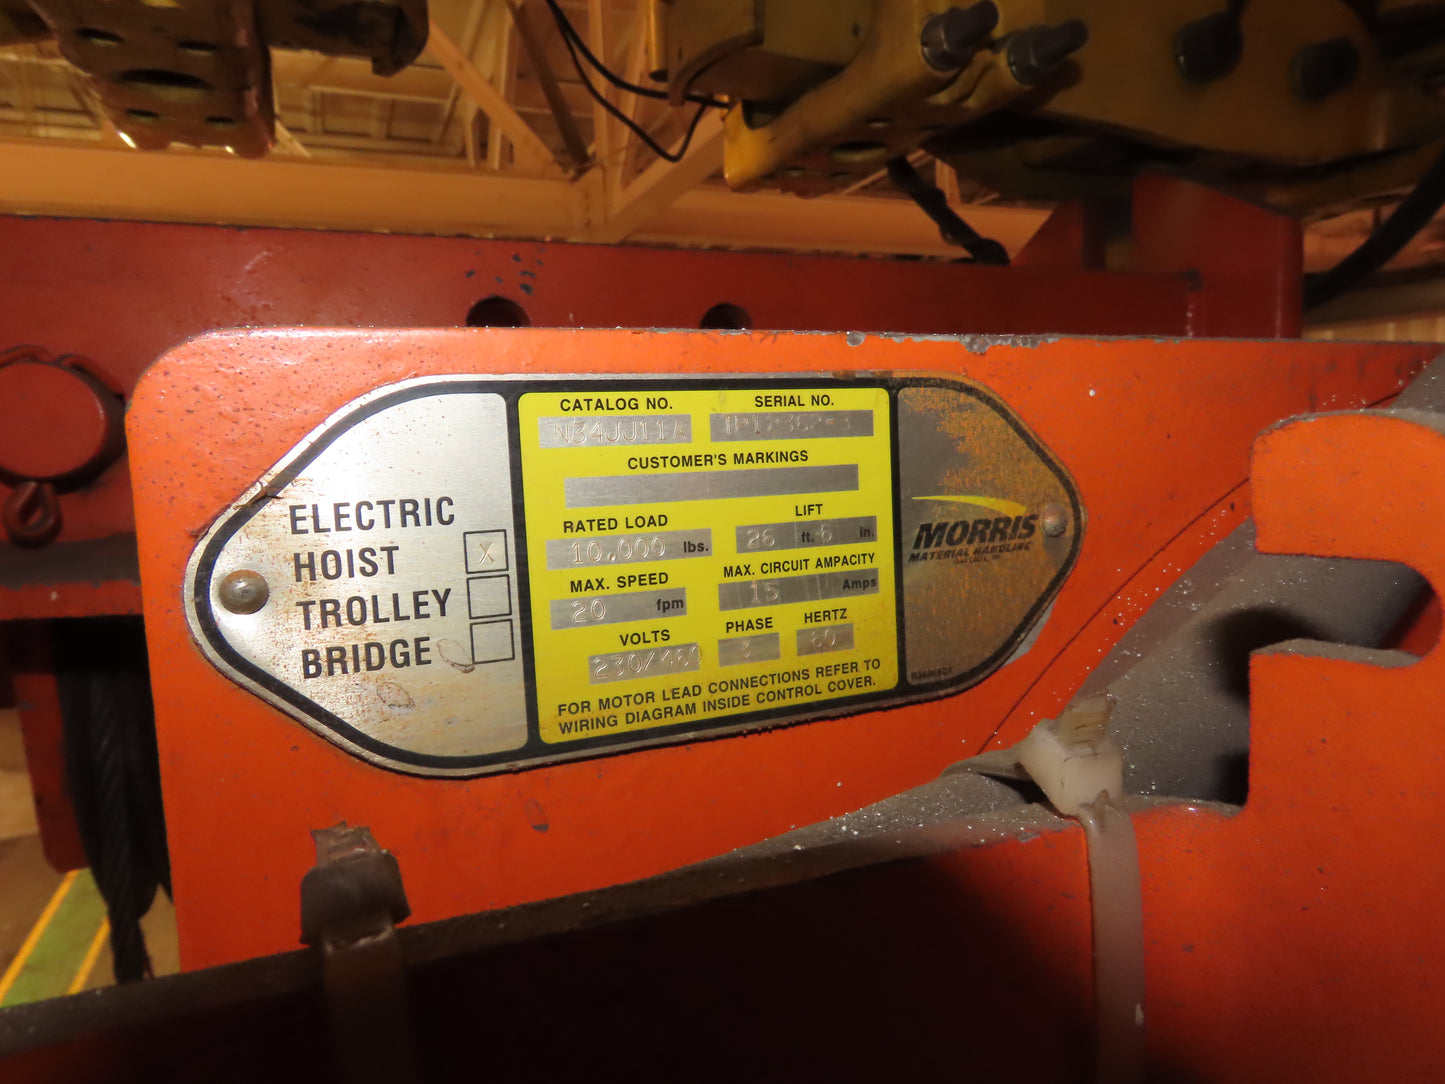 ELECTRIC
HOIST X
TROLLEY
BRIDGE
CATALOG NO. SERIAL NO.
N34JJ11A
CUSTOMER'S MARKINGS
RATED LOAD LIFT
10,000 lbs. 26 ft. 6 in.
MAX. SPEED MAX. CIRCUIT AMPACITY
20 fpm 15 Amps
VOLTS PHASE HERTZ
230/460 3 60
FOR MOTOR LEAD CONNECTIONS REFER TO
WIRING DIAGRAM INSIDE CONTROL COVER.
MORRIS
MATERIAL HANDLING